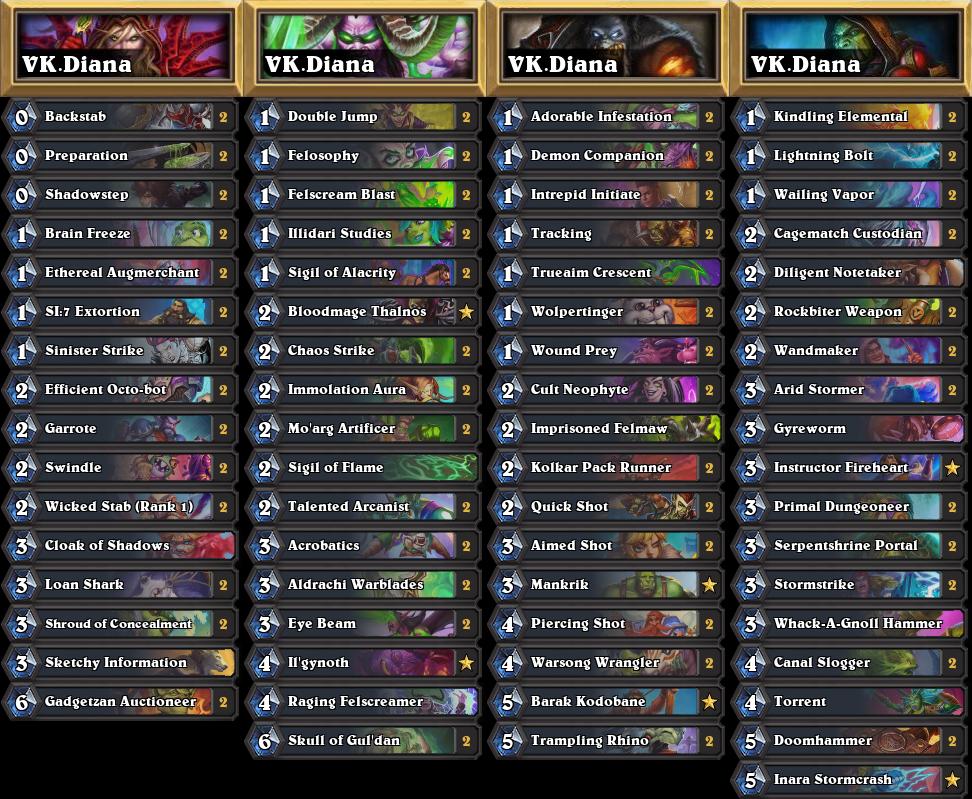 VK.Diana
0 Backstab 2
0 Preparation 2
0 Shadowstep 2
1 Brain Freeze 2
1 Ethereal Augmerchant 2
1 SI:7 Extortion 2
1 Sinister Strike 2
2 Efficient Octo-bot 2
2 Garrote 2
2 Swindle 2
2 Wicked Stab (Rank 1) 2
3 Cloak of Shadows
3 Loan Shark 2
3 Shroud of Concealment 2
3 Sketchy Information
6 Gadgetzan Auctioneer 2
VK.Diana
1 Double Jump 2
1 Felosophy 2
1 Felscream Blast 2
1 Illidari Studies 2
1 Sigil of Alacrity 2
2 Bloodmage Thalnos
2 Chaos Strike 2
2 Immolation Aura 2
2 Mo'arg Artificer 2
2 Sigil of Flame
2 Talented Arcanist 2
3 Acrobatics 2
3 Aldrachi Warblades 2
3 Eye Beam 2
4 Il'gynoth
4 Raging Felscreamer
6 Skull of Gul'dan 2
VK.Diana
1 Adorable Infestation 2
1 Demon Companion 2
1 Intrepid Initiate 2
1 Tracking 2
1 Trueaim Crescent
1 Wolpertinger 2
1 Wound Prey 2
2 Cult Neophyte 2
2 Imprisoned Felmaw
2 Kolkar Pack Runner 2
2 Quick Shot 2
3 Aimed Shot 2
3 Mankrik
4 Piercing Shot 2
4 Warsong Wrangler 2
5 Barak Kodobane
5 Trampling Rhino 2
VK.Diana
1 Kindling Elemental 2
1 Lightning Bolt 2
1 Wailing Vapor 2
2 Cagematch Custodian 2
2 Diligent Notetaker
2 Rockbiter Weapon 2
2 Wandmaker 2
3 Arid Stormer 2
3 Gyreworm
3 Instructor Fireheart
3 Primal Dungeoneer 2
3 Serpentshrine Portal 2
3 Stormstrike 2
3 Whack-A-Gnoll Hammer
4 Canal Slogger 2
4 Torrent
5 Doomhammer 2
5 Inara Stormcrash